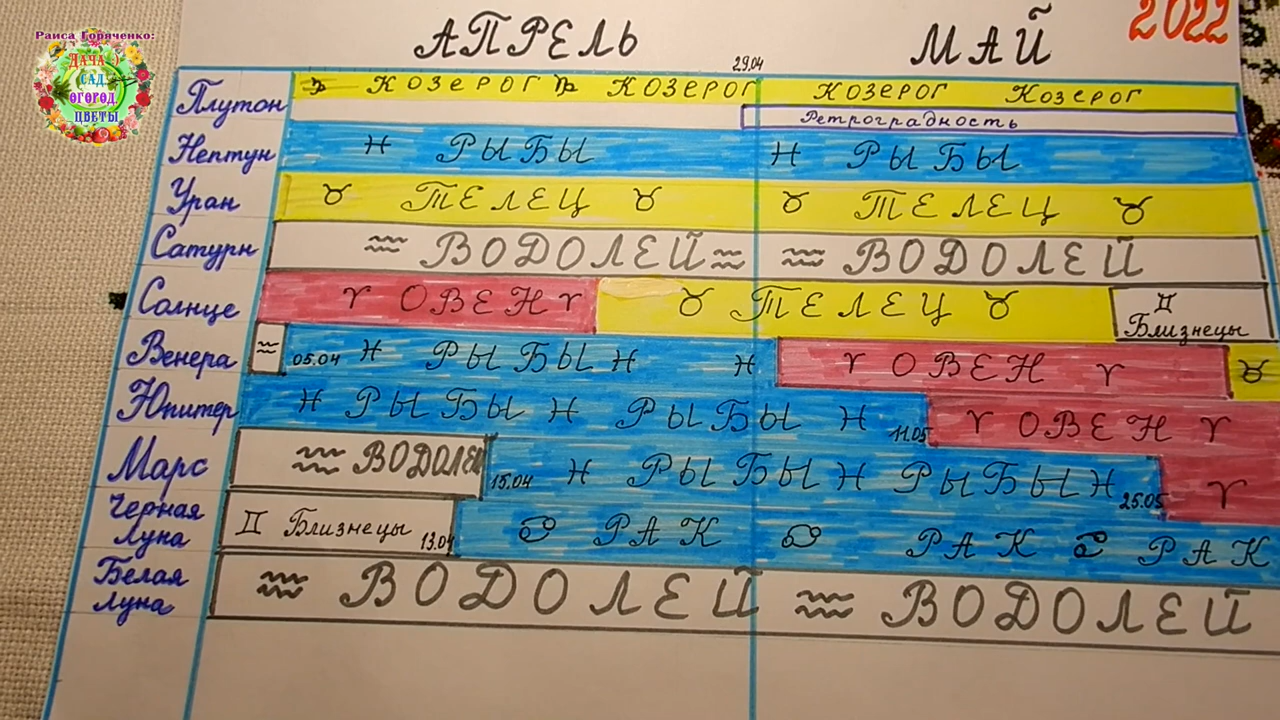 Раиса Горяченко:
Дача
сад
огород,
цветы
АПРЕЛЬ МАЙ 2022
29.04
Плутон ♑ Козерог ♑ Козерог Козерог Козерог
Ретроградность
Нептун ♓ РЫБЫ ♓ РЫБЫ
Уран ♉ ТЕЛЕЦ ♉ ♉ ТЕЛЕЦ ♉
Сатурн ♒ ВОДОЛЕЙ ♒ ♒ ВОДОЛЕЙ
Солнце ♈ ОВЕН ♈ ♉ ТЕЛЕЦ ♉ ♊ Близнецы
Венера ♒ 05.04 ♓ РЫБЫ ♓ ♓ ♈ ОВЕН ♈ ♉
Юпитер ♓ РЫБЫ ♓ РЫБЫ ♓ 11.05 ♈ ОВЕН ♈
Марс ♒ ВОДОЛЕЙ 15.04 ♓ РЫБЫ ♓ РЫБЫ ♓ 25.05 ♈
Черная Луна ♊ Близнецы 13.04 ♋ РАК ♋ РАК ♋ РАК
Белая луна ♒ ВОДОЛЕЙ ♒ ВОДОЛЕЙ